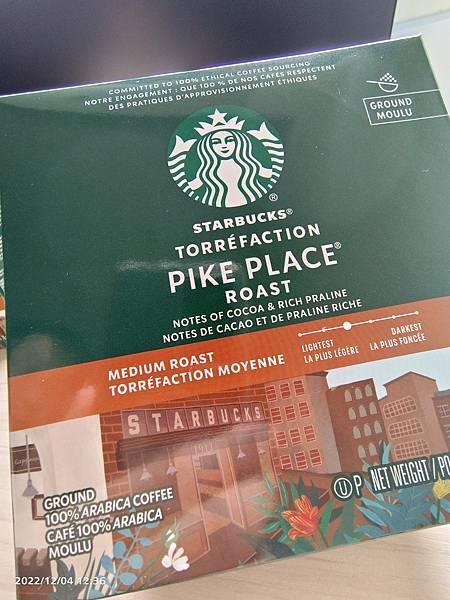 COMMITTED TO 100% ETHICAL COFFEE SOURCING
NOTRE ENGAGEMENT : QUE 100 % DE NOS CAFÉS RESPECTENT
DES PRATIQUES D'APPROVISIONNEMENT ÉTHIQUES
GROUND
MOULU
STARBUCKS®
TORRÉFACTION
PIKE PLACE®
ROAST
NOTES OF COCOA & RICH PRALINE
NOTES DE CACAO ET DE PRALINE RICHE
MEDIUM ROAST
TORRÉFACTION MOYENNE
LIGHTEST
LA PLUS LÉGÈRE
DARKEST
LA PLUS FONCÉE
STARBUCKS
GROUND
100% ARABICA COFFEE
CAFÉ 100% ARABICA
MOULU
U P NET WEIGHT/
2022/12/04 12:36